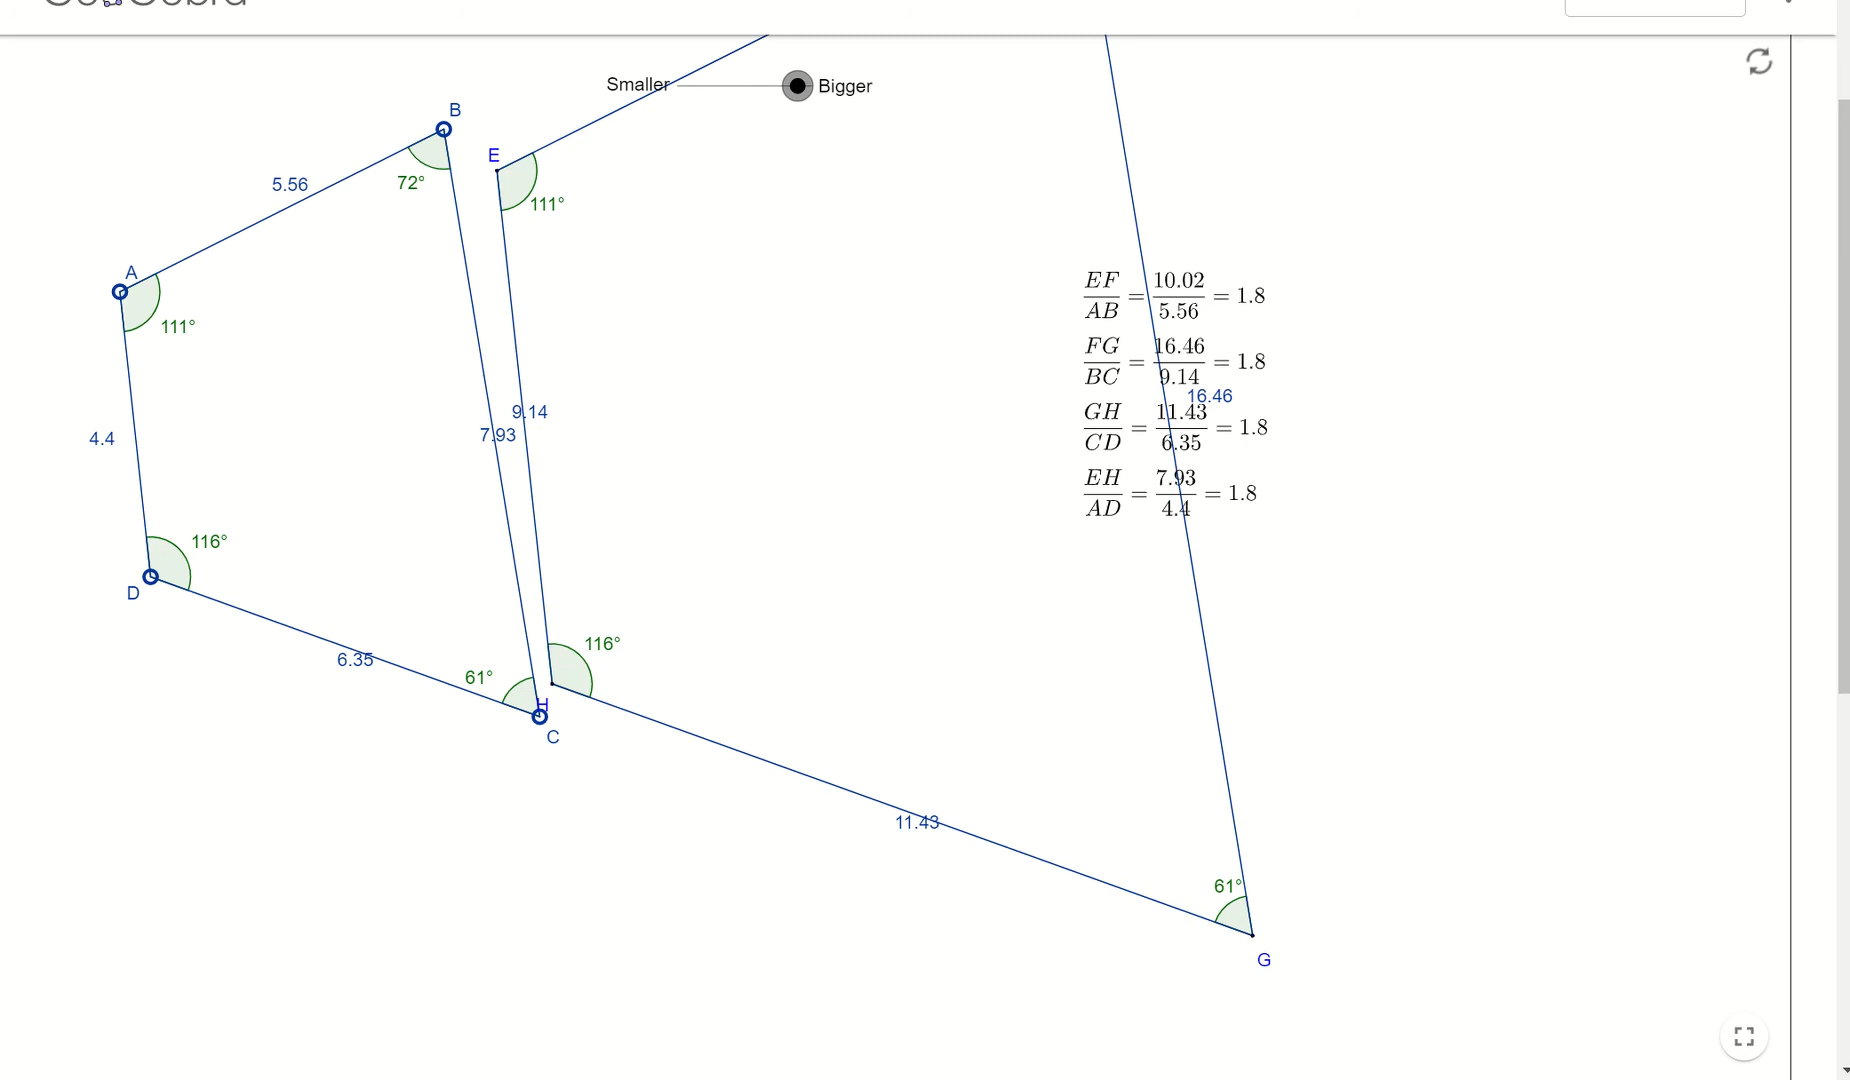 GeoGebra
Smaller
Bigger
B
E
5.56
72°
111°
A
111°
EF/AB = 10.02/5.56 = 1.8
FG/BC = 16.46/9.14 = 1.8
16.46
GH/CD = 11.43/6.35 = 1.8
EH/AD = 7.93/4.4 = 1.8
9.14
7.93
4.4
116°
D
116°
6.35
61°
H
C
11.43
61°
G